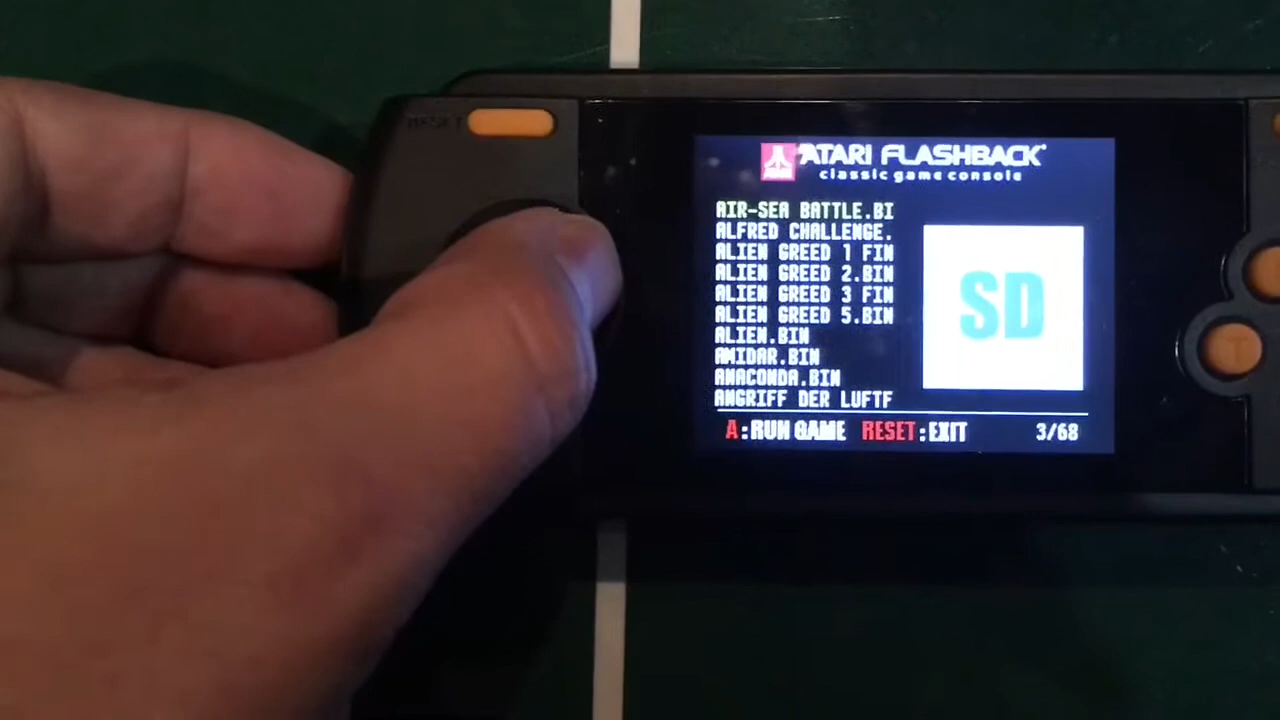 RESET
ATARI FLASHBACK
classic game console
AIR-SEA BATTLE.BI
ALFRED CHALLENGE.
ALIEN GREED 1 FIN
ALIEN GREED 2.BIN
ALIEN GREED 3 FIN
ALIEN GREED 5.BIN
ALIEN.BIN
AMIDAR.BIN
ANACONDA.BIN
ANGRIFF DER LUFTF
SD
A:RUN GAME RESET:EXIT 3/68